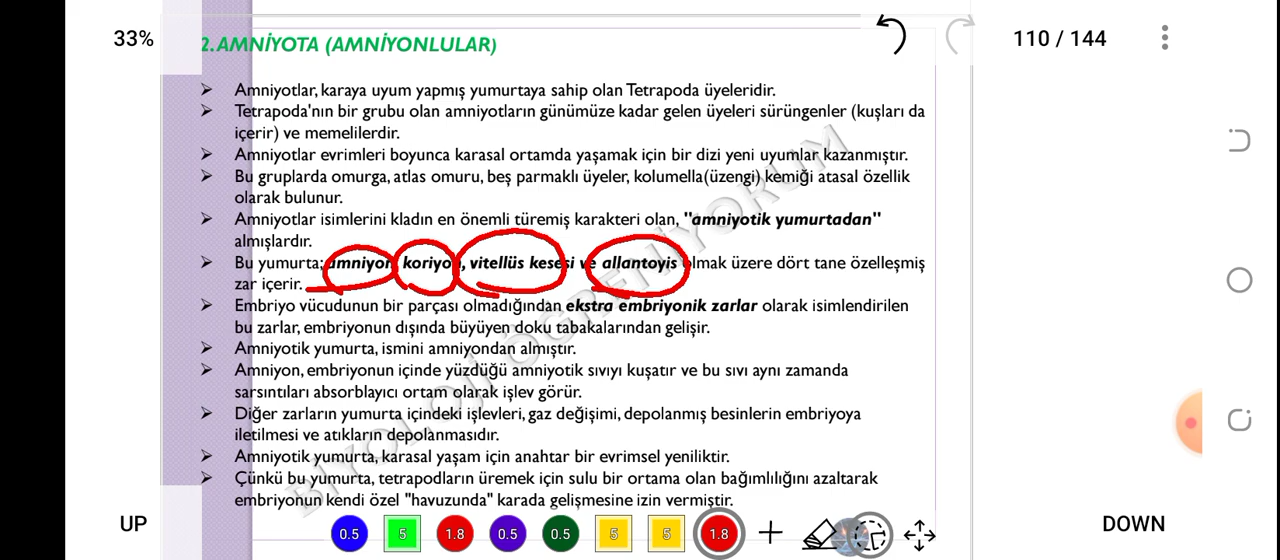 33%
110 / 144
2.AMNİYOTA (AMNİYONLULAR)
Amniyotlar, karaya uyum yapmış yumurtaya sahip olan Tetrapoda üyeleridir.
Tetrapoda'nın bir grubu olan amniyotların günümüze kadar gelen üyeleri sürüngenler (kuşları da
içerir) ve memelilerdir.
Amniyotlar evrimleri boyunca karasal ortamda yaşamak için bir dizi yeni uyumlar kazanmıştır.
Bu gruplarda omurga, atlas omuru, beş parmaklı üyeler, kolumella(üzengi) kemiği atasal özellik
olarak bulunur.
Amniyotlar isimlerini kladın en önemli türemiş karakteri olan, "amniyotik yumurtadan"
almışlardır.
Bu yumurta; amniyon, koriyon, vitellüs kesesi ve allantoyis olmak üzere dört tane özelleşmiş
zar içerir.
Embriyo vücudunun bir parçası olmadığından ekstra embriyonik zarlar olarak isimlendirilen
bu zarlar, embriyonun dışında büyüyen doku tabakalarından gelişir.
Amniyotik yumurta, ismini amniyondan almıştır.
Amniyon, embriyonun içinde yüzdüğü amniyotik sıvıyı kuşatır ve bu sıvı aynı zamanda
sarsıntıları absorblayıcı ortam olarak işlev görür.
Diğer zarların yumurta içindeki işlevleri, gaz değişimi, depolanmış besinlerin embriyoya
iletilmesi ve atıkların depolanmasıdır.
Amniyotik yumurta, karasal yaşam için anahtar bir evrimsel yeniliktir.
Çünkü bu yumurta, tetrapodların üremek için sulu bir ortama olan bağımlılığını azaltarak
embriyonun kendi özel "havuzunda" karada gelişmesine izin vermiştir.
BİYOLOJİ ÖĞRETİYORUM
UP
0.5
5
1.8
0.5
0.5
5
5
1.8
DOWN